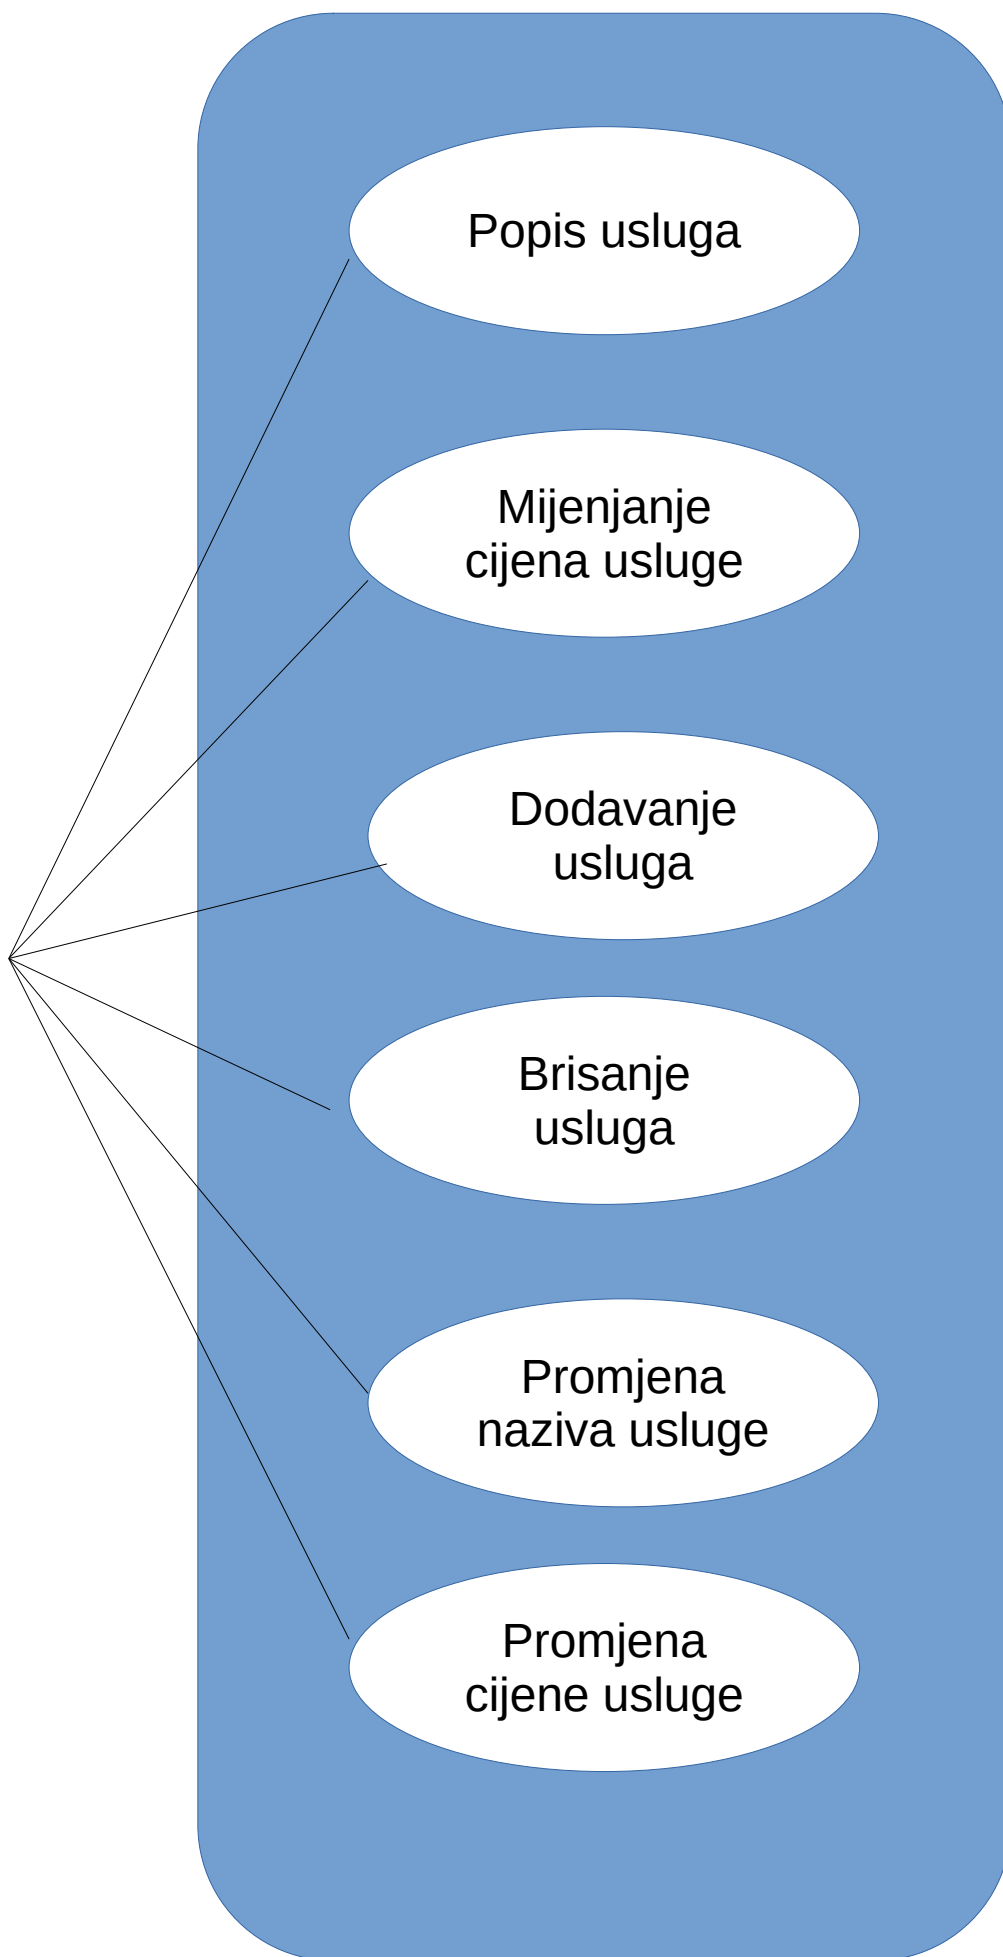 Popis usluga
Mijenjanje
cijena usluge
Dodavanje
usluga
Brisanje
usluga
Promjena
naziva usluge
Promjena
cijene usluge